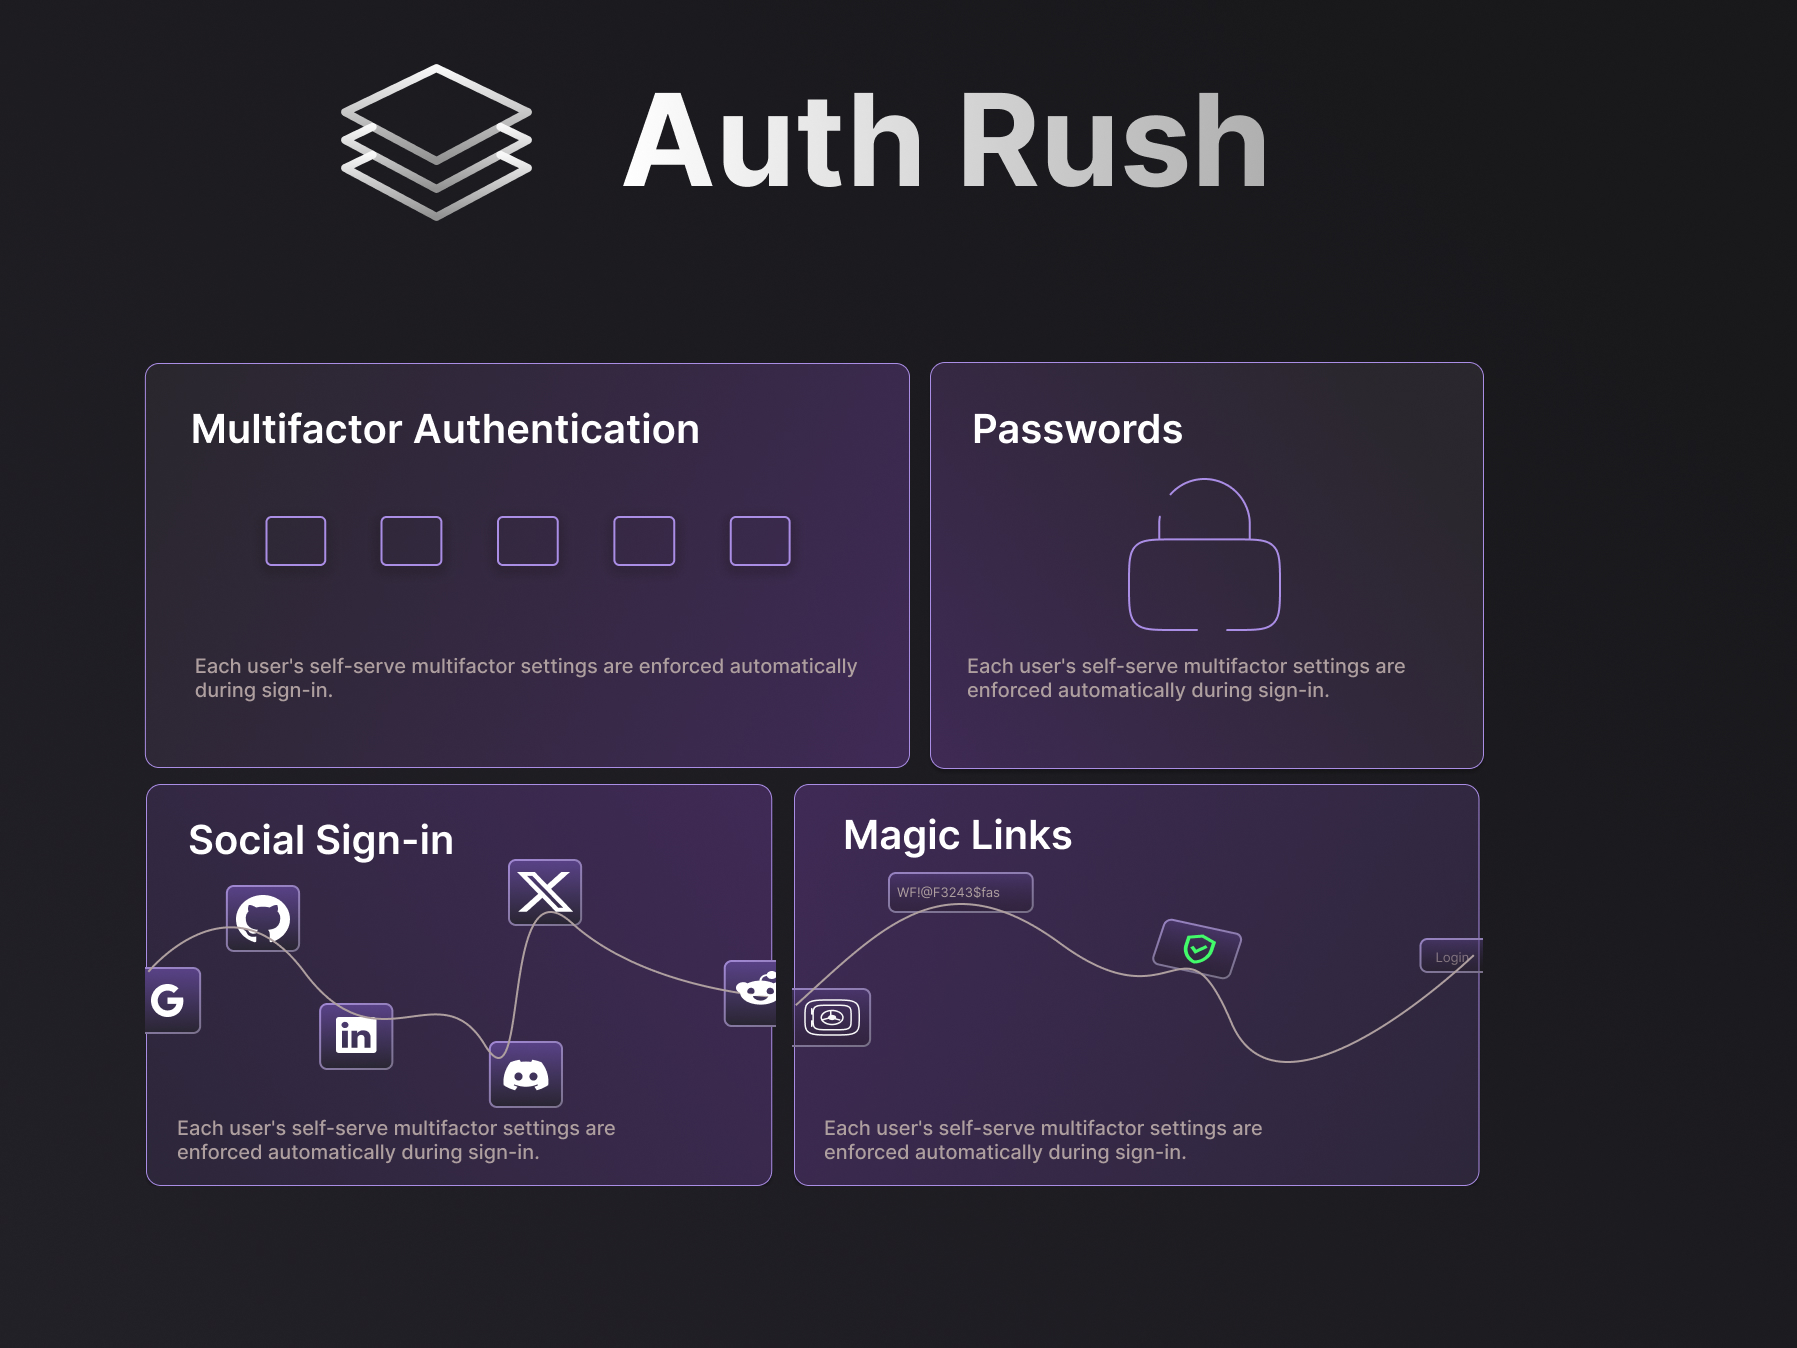 Auth Rush
Multifactor Authentication
Each user's self-serve multifactor settings are enforced automatically
during sign-in.
Passwords
Each user's self-serve multifactor settings are
enforced automatically during sign-in.
Social Sign-in
G
X
in
Each user's self-serve multifactor settings are
enforced automatically during sign-in.
Magic Links
WF!@F3243$fas
Login
Each user's self-serve multifactor settings are
enforced automatically during sign-in.